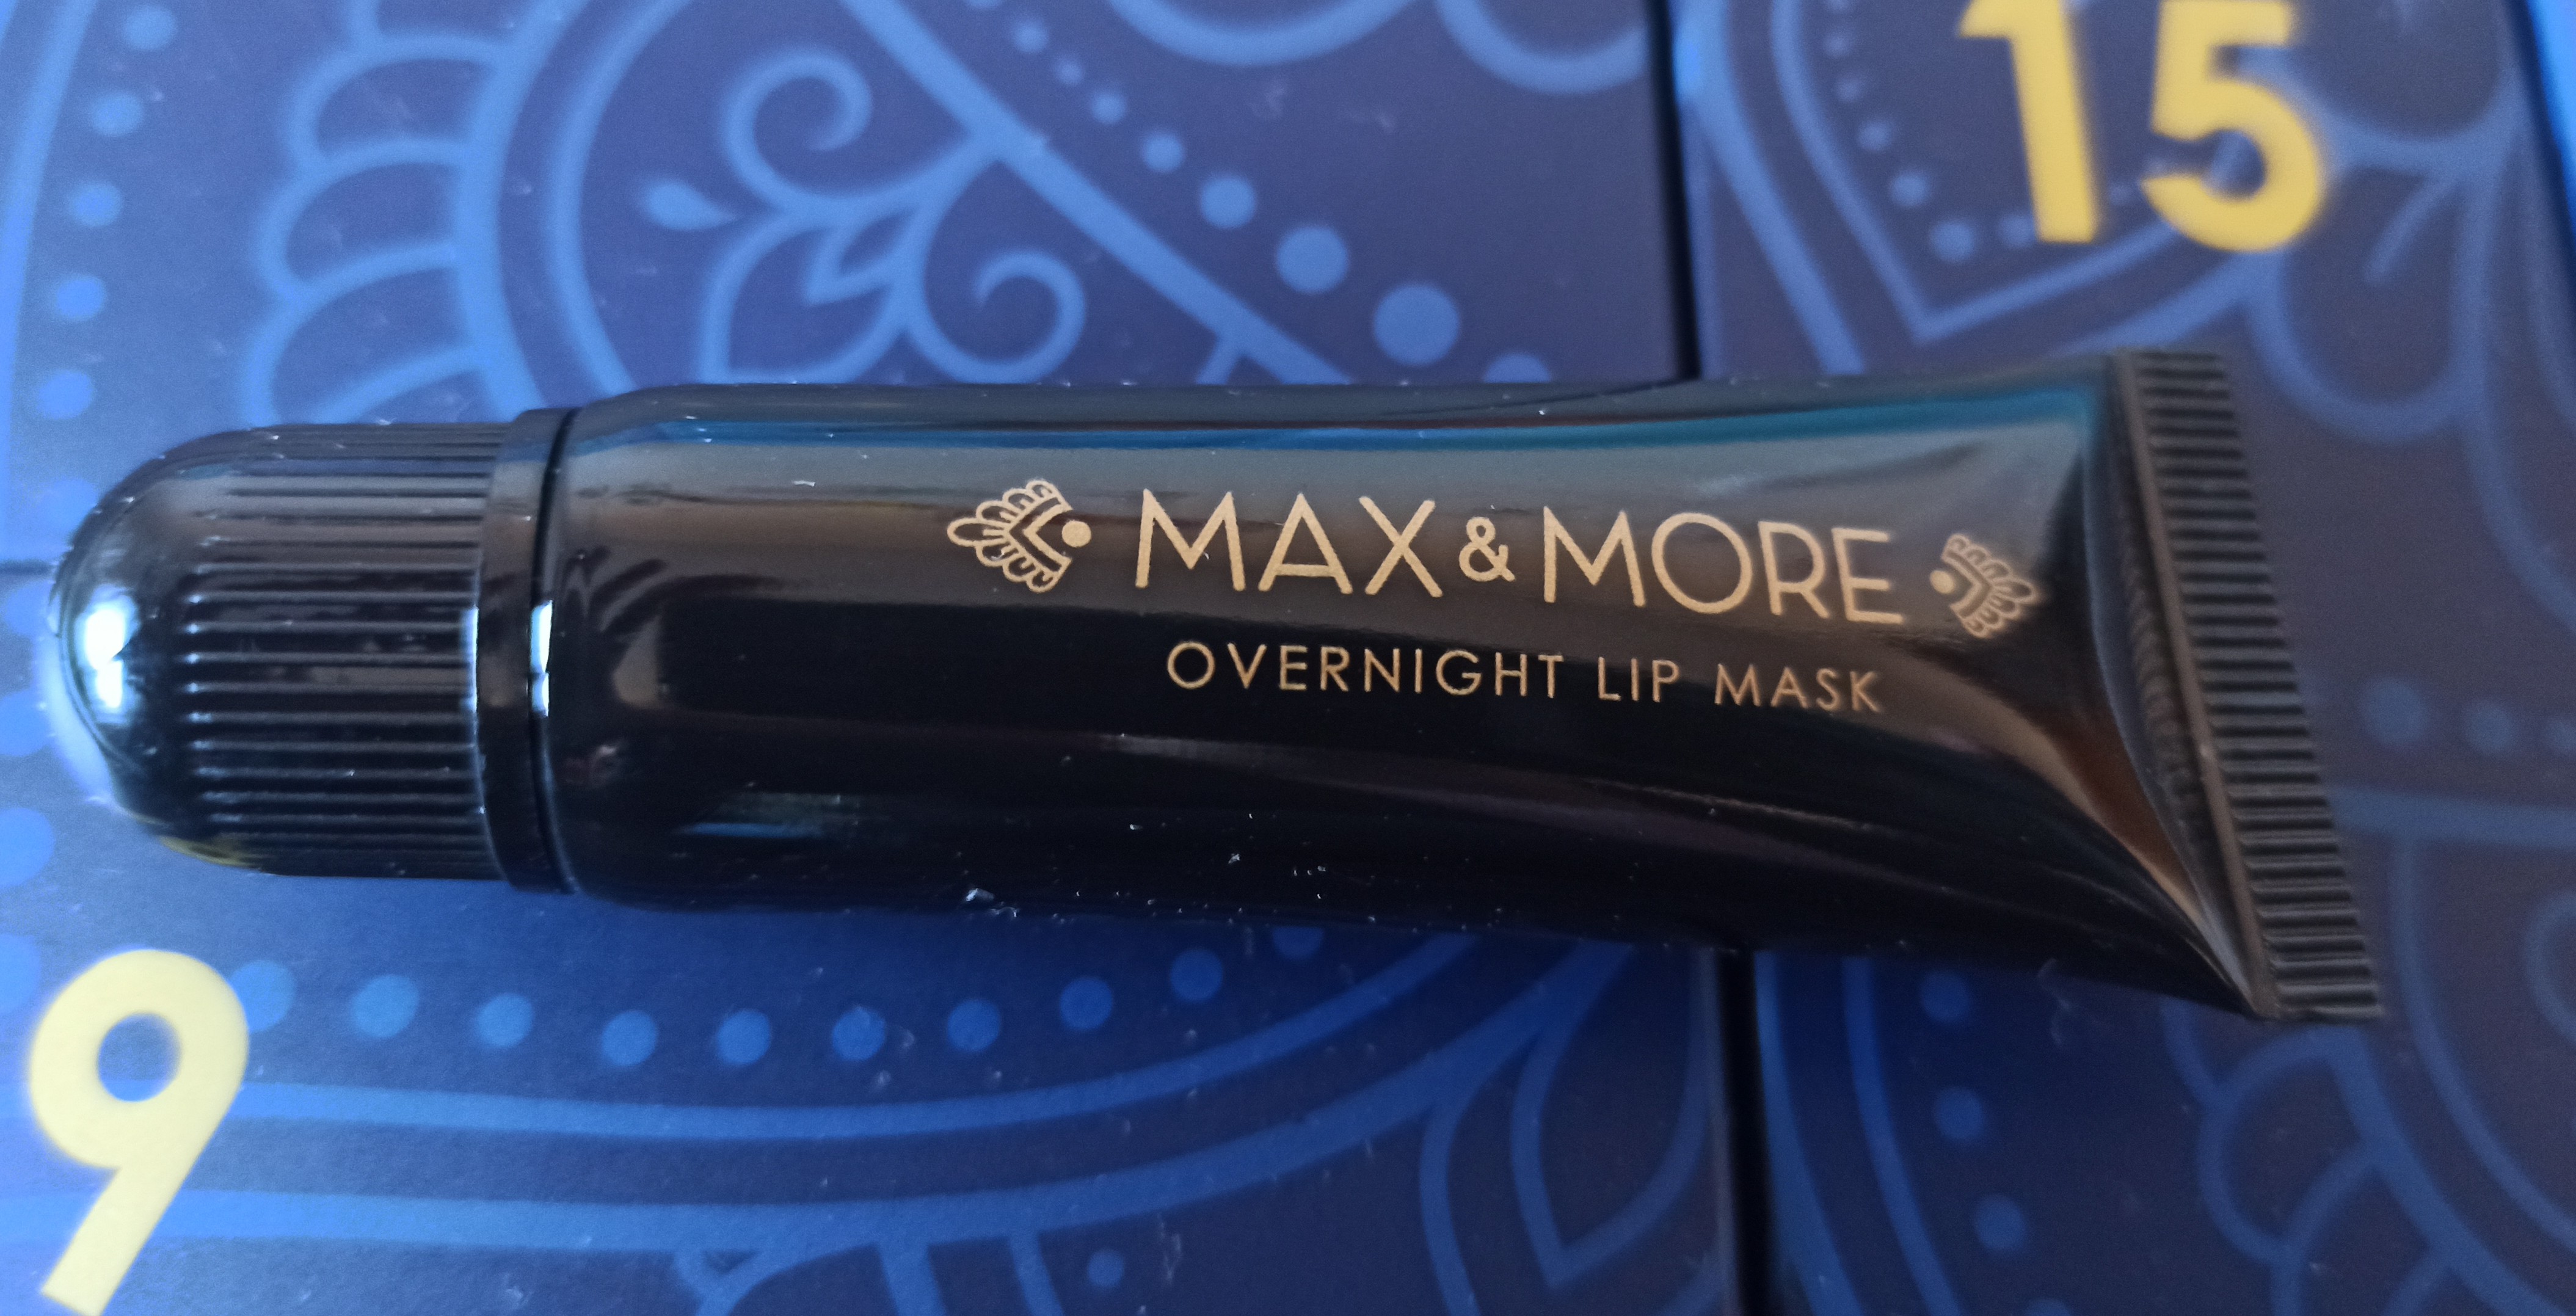 15
MAX & MORE
OVERNIGHT LIP MASK
9